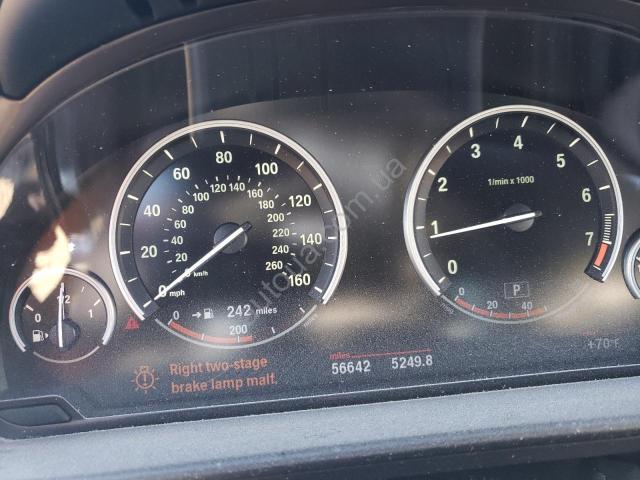 20 40 60 80 100 120 140 160
20 40 60 80 100 120 140 160 180 200 220 240 260
0 km/h
0 mph
0 1/2 1
0 → 242 miles
200
0 1 2 3 4 5 6 7
1/min x 1000
P
0 20 40
Right two-stage
brake lamp malf.
miles
56642 5249.8
+70°F